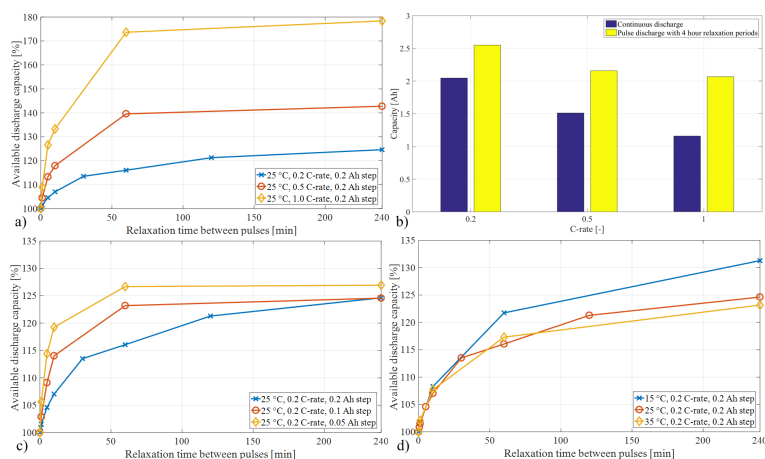 180
170
160
150
140
130
120
110
100
Available discharge capacity [%]
25 °C, 0.2 C-rate, 0.2 Ah step
25 °C, 0.5 C-rate, 0.2 Ah step
25 °C, 1.0 C-rate, 0.2 Ah step
0 50 100 150 200 240
Relaxation time between pulses [min]
a)
3
2.5
2
1.5
1
0.5
0
Capacity [Ah]
Continuous discharge
Pulse discharge with 4 hour relaxation periods
0.2 0.5 1
C-rate [-]
b)
135
130
125
120
115
110
105
100
Available discharge capacity [%]
25 °C, 0.2 C-rate, 0.2 Ah step
25 °C, 0.2 C-rate, 0.1 Ah step
25 °C, 0.2 C-rate, 0.05 Ah step
0 50 100 150 200 240
Relaxation time between pulses [min]
c)
135
130
125
120
115
110
105
100
Available discharge capacity [%]
15 °C, 0.2 C-rate, 0.2 Ah step
25 °C, 0.2 C-rate, 0.2 Ah step
35 °C, 0.2 C-rate, 0.2 Ah step
0 50 100 150 200 240
Relaxation time between pulses [min]
d)